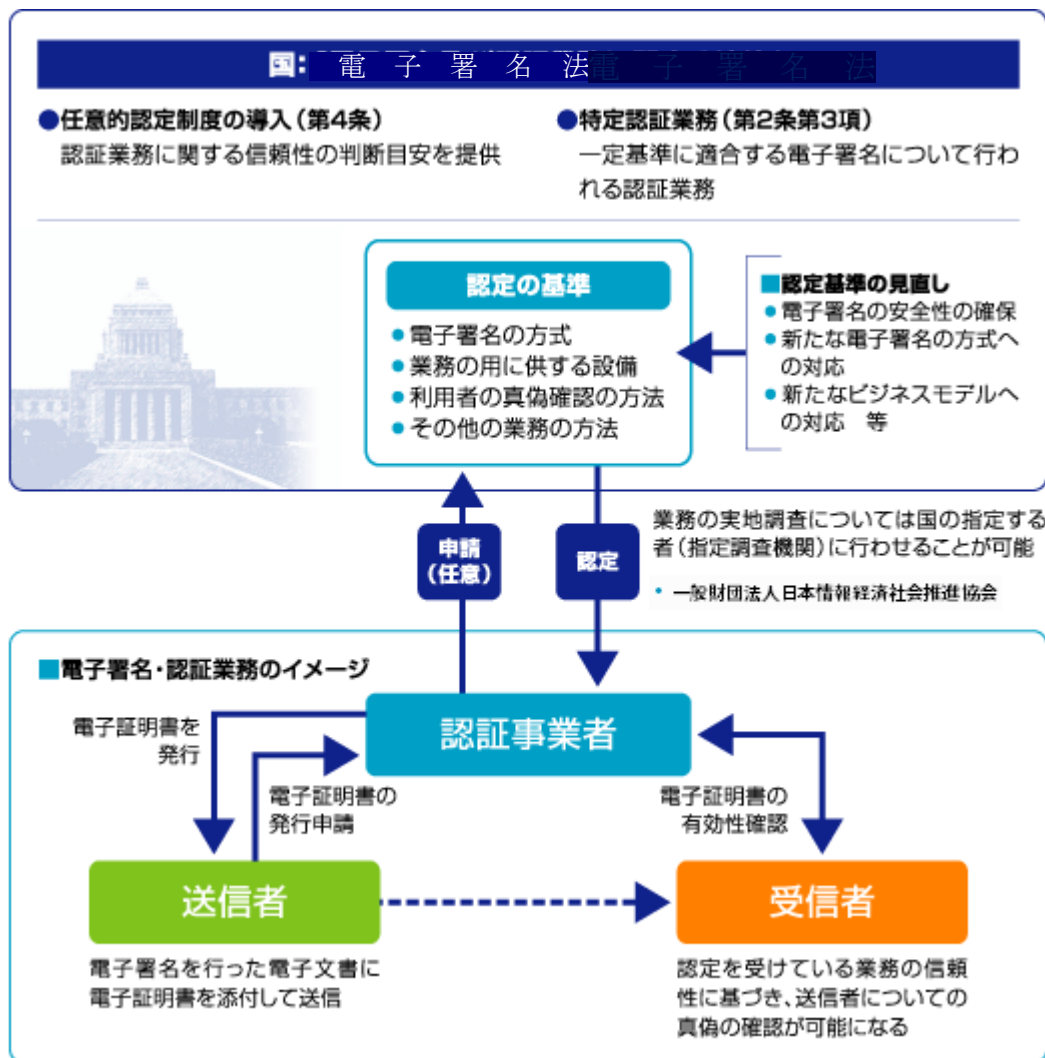 国: 電子署名法
●任意的認定制度の導入(第4条)
認証業務に関する信頼性の判断目安を提供
●特定認証業務(第2条第3項)
一定基準に適合する電子署名について行わ
れる認証業務
認定の基準
●電子署名の方式
●業務の用に供する設備
●利用者の真偽確認の方法
●その他の業務の方法
■認定基準の見直し
●電子署名の安全性の確保
●新たな電子署名の方式へ
の対応
●新たなビジネスモデルへ
の対応 等
申請
(任意)
認定
業務の実地調査については国の指定する
者(指定調査機関)に行わせることが可能
• 一般財団法人日本情報経済社会推進協会
■電子署名・認証業務のイメージ
電子証明書を
発行
認証事業者
電子証明書の
発行申請
電子証明書の
有効性確認
送信者
受信者
電子署名を行った電子文書に
電子証明書を添付して送信
認定を受けている業務の信頼
性に基づき、送信者についての
真偽の確認が可能になる